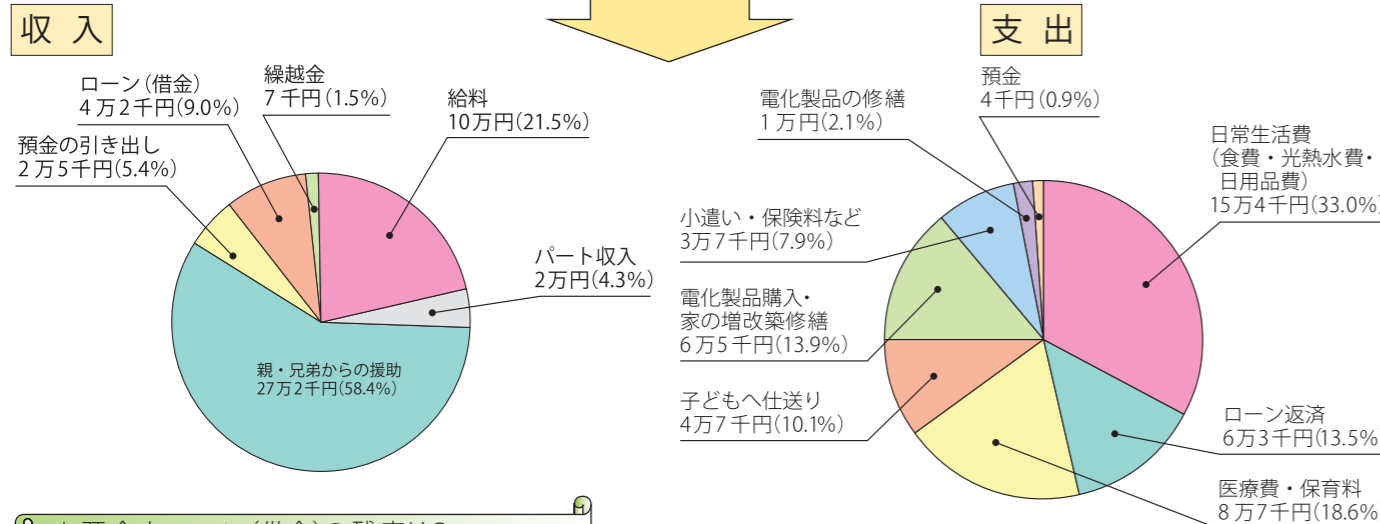 収 入
ローン(借金)
4万2千円(9.0%)
繰越金
7千円(1.5%)
給料
10万円(21.5%)
預金の引き出し
2万5千円(5.4%)
パート収入
2万円(4.3%)
親・兄弟からの援助
27万2千円(58.4%)
支 出
預金
4千円(0.9%)
電化製品の修繕
1万円(2.1%)
日常生活費
(食費・光熱水費・
日用品費)
15万4千円(33.0%)
小遣い・保険料など
3万7千円(7.9%)
電化製品購入・
家の増改築修繕
6万5千円(13.9%)
子どもへ仕送り
4万7千円(10.1%)
ローン返済
6万3千円(13.5%
医療費・保育料
8万7千円(18.6%